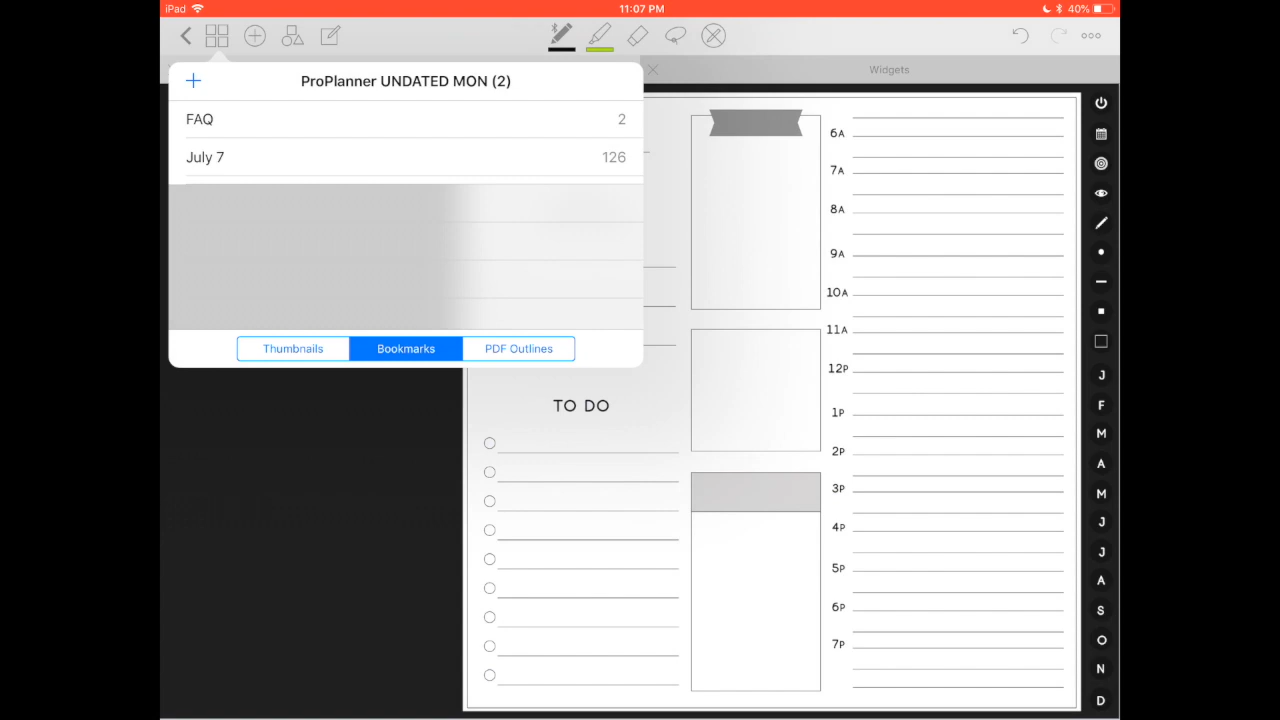 iPad
11:07 PM
40%
Widgets
ProPlanner UNDATED MON (2)
FAQ 2
July 7 126
Thumbnails
Bookmarks
PDF Outlines
TO DO
6A
7A
8A
9A
10A
11A
12P
1P
2P
3P
4P
5P
6P
7P
J
F
M
A
M
J
J
A
S
O
N
D